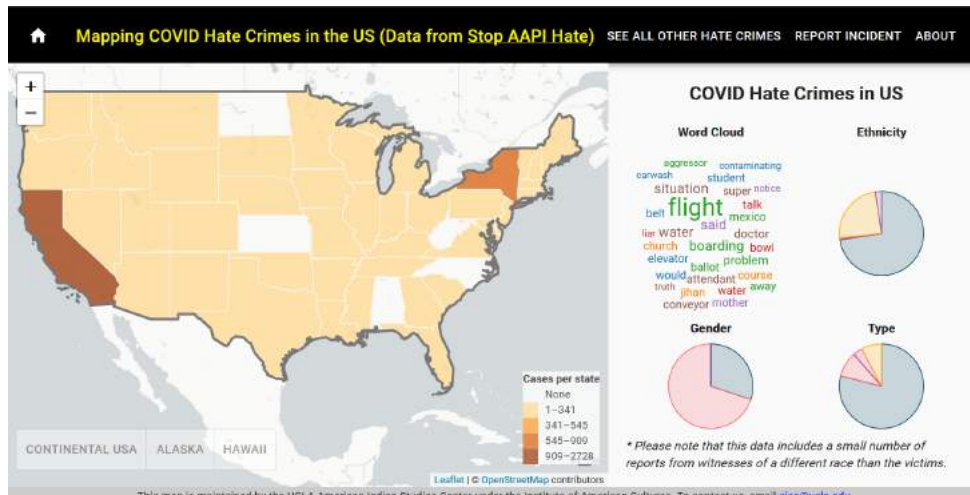 Mapping COVID Hate Crimes in the US (Data from Stop AAPI Hate) SEE ALL OTHER HATE CRIMES REPORT INCIDENT ABOUT
+
−
COVID Hate Crimes in US
Word Cloud
Ethnicity
aggressor contaminating
carwash student
situation super notice
belt flight talk
said mexico
liar water doctor
church boarding bowl
elevator ballot problem
would attendant course
truth jihan water away
conveyor mother
Gender
Type
Cases per state
None
1–341
341–545
545–909
909–2728
CONTINENTAL USA ALASKA HAWAII
* Please note that this data includes a small number of
reports from witnesses of a different race than the victims.
Leaflet | © OpenStreetMap contributors